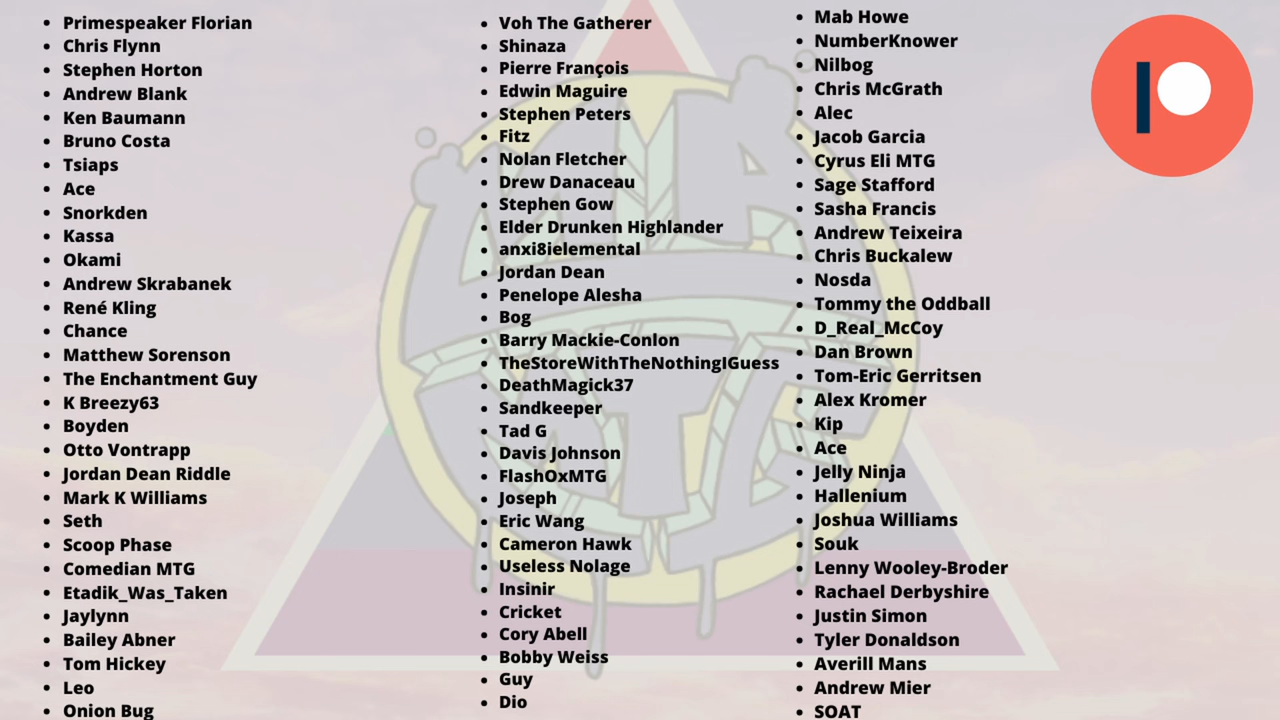 Primespeaker Florian
Chris Flynn
Stephen Horton
Andrew Blank
Ken Baumann
Bruno Costa
Tsiaps
Ace
Snorkden
Kassa
Okami
Andrew Skrabanek
René Kling
Chance
Matthew Sorenson
The Enchantment Guy
K Breezy63
Boyden
Otto Vontrapp
Jordan Dean Riddle
Mark K Williams
Seth
Scoop Phase
Comedian MTG
Etadik_Was_Taken
Jaylynn
Bailey Abner
Tom Hickey
Leo
Onion Bug
Voh The Gatherer
Shinaza
Pierre François
Edwin Maguire
Stephen Peters
Fitz
Nolan Fletcher
Drew Danaceau
Stephen Gow
Elder Drunken Highlander
anxi8ielemental
Jordan Dean
Penelope Alesha
Bog
Barry Mackie-Conlon
TheStoreWithTheNothingIGuess
DeathMagick37
Sandkeeper
Tad G
Davis Johnson
FlashOxMTG
Joseph
Eric Wang
Cameron Hawk
Useless Nolage
Insinir
Cricket
Cory Abell
Bobby Weiss
Guy
Dio
Mab Howe
NumberKnower
Nilbog
Chris McGrath
Alec
Jacob Garcia
Cyrus Eli MTG
Sage Stafford
Sasha Francis
Andrew Teixeira
Chris Buckalew
Nosda
Tommy the Oddball
D_Real_McCoy
Dan Brown
Tom-Eric Gerritsen
Alex Kromer
Kip
Ace
Jelly Ninja
Hallenium
Joshua Williams
Souk
Lenny Wooley-Broder
Rachael Derbyshire
Justin Simon
Tyler Donaldson
Averill Mans
Andrew Mier
SOAT